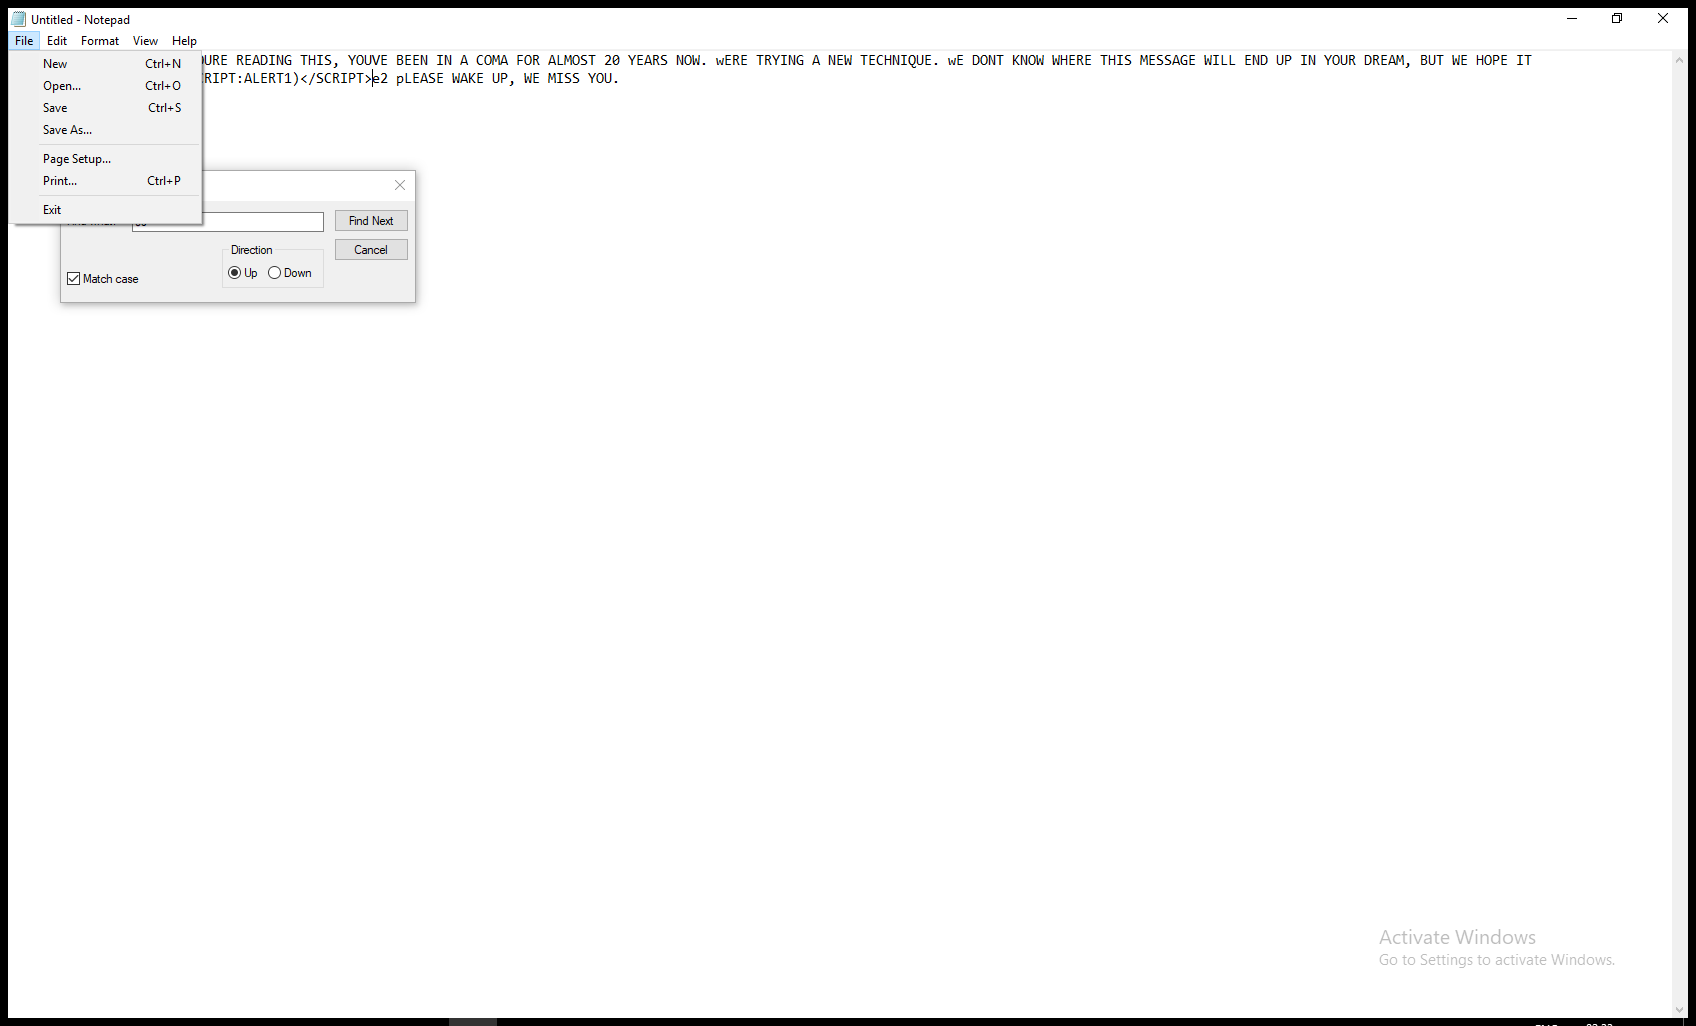 Untitled - Notepad
File Edit Format View Help
New Ctrl+N
Open... Ctrl+O
Save Ctrl+S
Save As...
Page Setup...
Print... Ctrl+P
Exit
URE READING THIS, YOUVE BEEN IN A COMA FOR ALMOST 20 YEARS NOW. wERE TRYING A NEW TECHNIQUE. wE DONT KNOW WHERE THIS MESSAGE WILL END UP IN YOUR DREAM, BUT WE HOPE IT
RIPT:ALERT1)</SCRIPT>e2 pLEASE WAKE UP, WE MISS YOU.
Find Next
Direction
Cancel
Up Down
Match case
Activate Windows
Go to Settings to activate Windows.